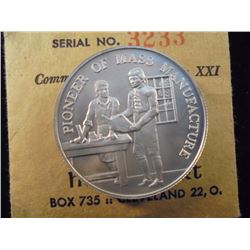 SERIAL NO. 3233
Comm XXI
PIONEER OF MASS MANUFACTURE
BOX 735 CLEVELAND 22, O.